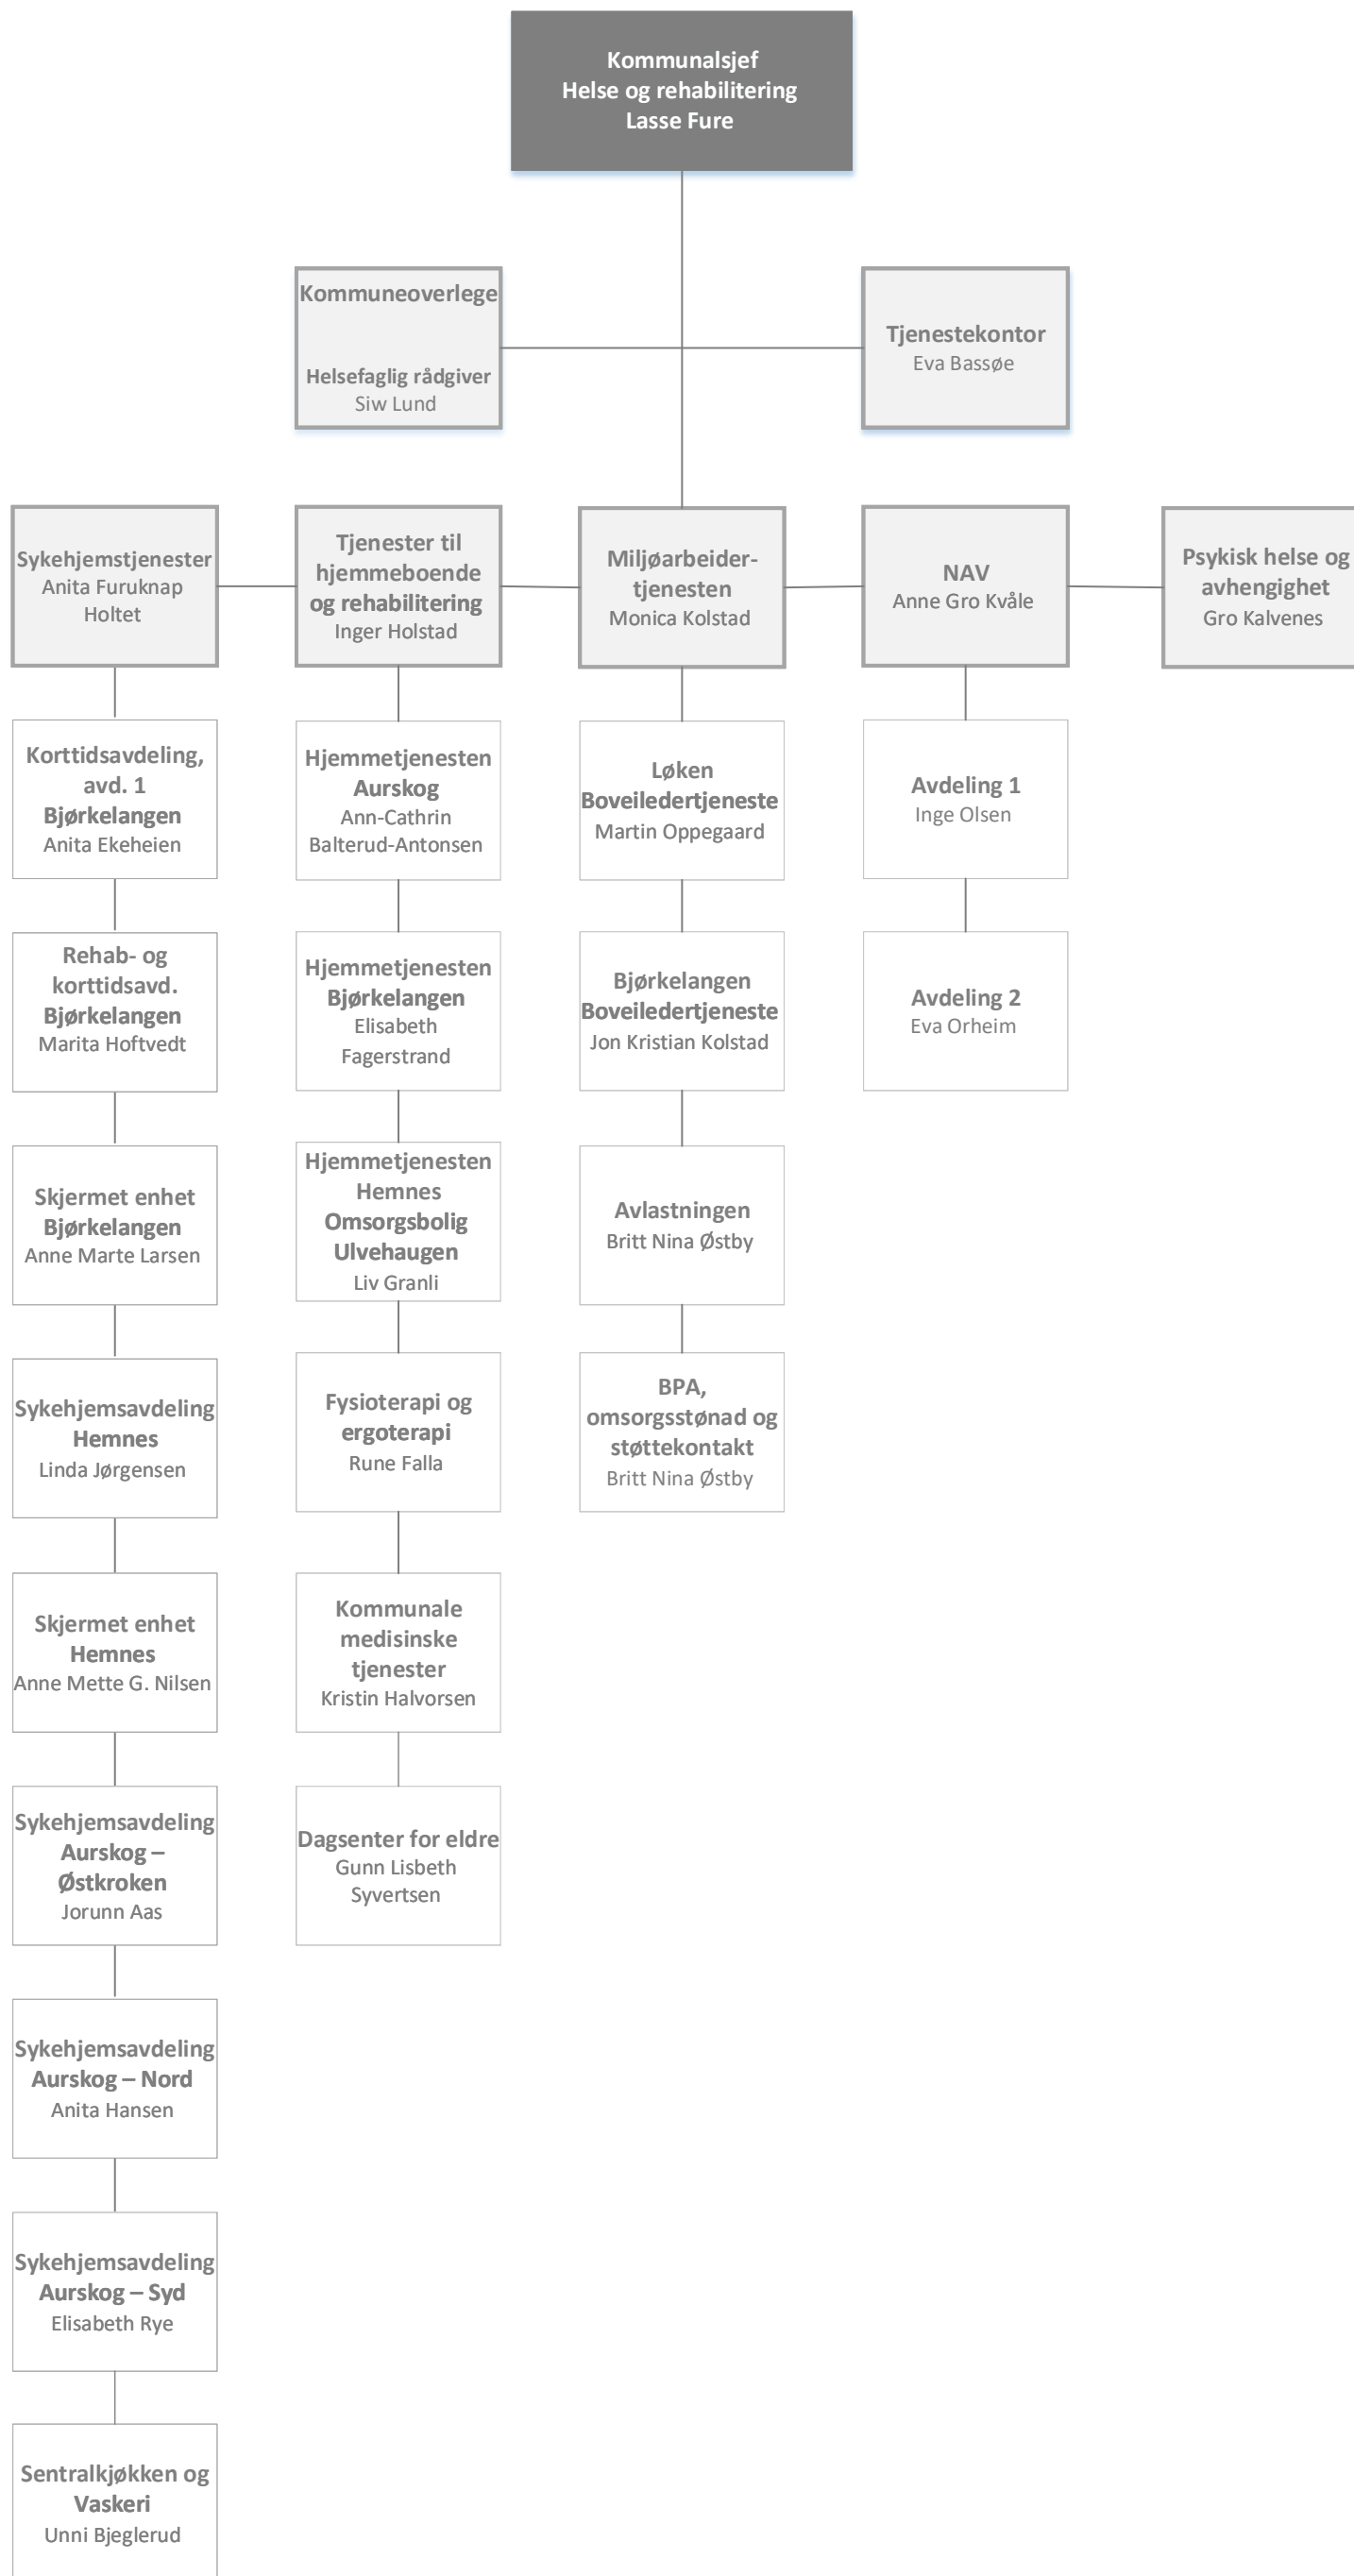 Kommunalsjef
Helse og rehabilitering
Lasse Fure
Kommuneoverlege
Helsefaglig rådgiver
Siw Lund
Tjenestekontor
Eva Bassøe
Sykehjemstjenester
Anita Furuknap
Holtet
Tjenester til
hjemmeboende
og rehabilitering
Inger Holstad
Miljøarbeider-
tjenesten
Monica Kolstad
NAV
Anne Gro Kvåle
Psykisk helse og
avhengighet
Gro Kalvenes
Korttidsavdeling,
avd. 1
Bjørkelangen
Anita Ekeheien
Rehab- og
korttidsavd.
Bjørkelangen
Marita Hoftvedt
Skjermet enhet
Bjørkelangen
Anne Marte Larsen
Sykehjemsavdeling
Hemnes
Linda Jørgensen
Skjermet enhet
Hemnes
Anne Mette G. Nilsen
Sykehjemsavdeling
Aurskog –
Østkroken
Jorunn Aas
Sykehjemsavdeling
Aurskog – Nord
Anita Hansen
Sykehjemsavdeling
Aurskog – Syd
Elisabeth Rye
Sentralkjøkken og
Vaskeri
Unni Bjeglerud
Hjemmetjenesten
Aurskog
Ann-Cathrin
Balterud-Antonsen
Hjemmetjenesten
Bjørkelangen
Elisabeth
Fagerstrand
Hjemmetjenesten
Hemnes
Omsorgsbolig
Ulvehaugen
Liv Granli
Fysioterapi og
ergoterapi
Rune Falla
Kommunale
medisinske
tjenester
Kristin Halvorsen
Dagsenter for eldre
Gunn Lisbeth
Syvertsen
Løken
Boveiledertjeneste
Martin Oppegaard
Bjørkelangen
Boveiledertjeneste
Jon Kristian Kolstad
Avlastningen
Britt Nina Østby
BPA,
omsorgsstønad og
støttekontakt
Britt Nina Østby
Avdeling 1
Inge Olsen
Avdeling 2
Eva Orheim